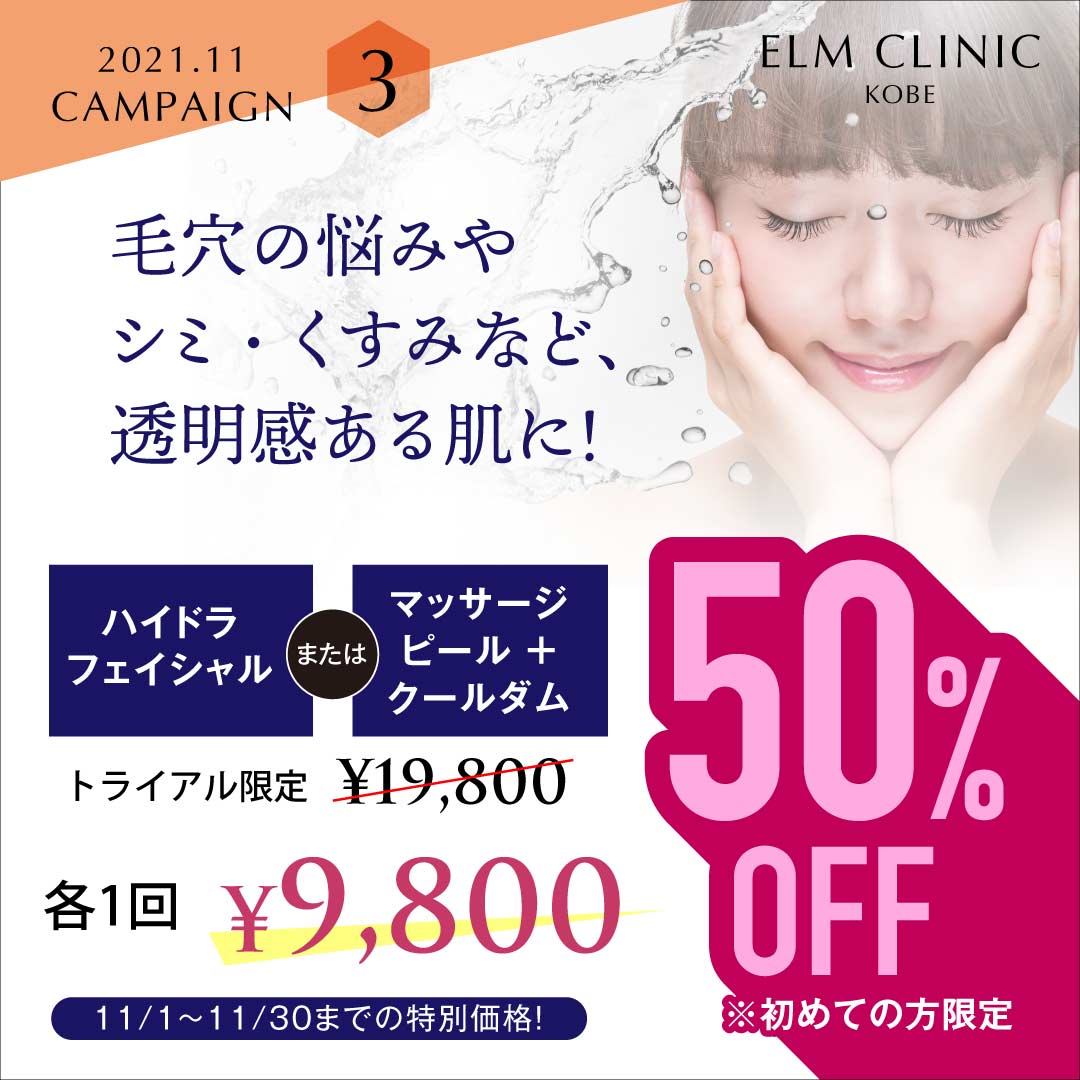 2021.11
CAMPAIGN
3
ELM CLINIC
KOBE
毛穴の悩みや
シミ・くすみなど、
透明感ある肌に!
ハイドラ
フェイシャル
または
マッサージ
ピール +
クールダム
トライアル限定 ¥19,800
各1回 ¥9,800
11/1〜11/30までの特別価格!
50%
OFF
※初めての方限定